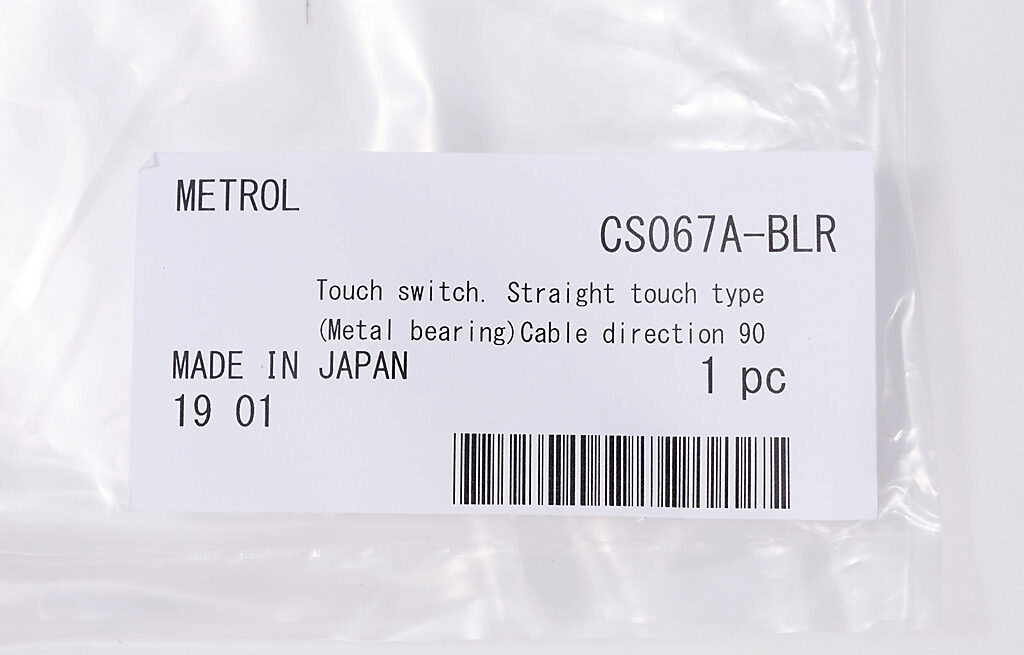 METROL
CS067A-BLR
Touch switch. Straight touch type
(Metal bearing)Cable direction 90
MADE IN JAPAN
1 pc
19 01